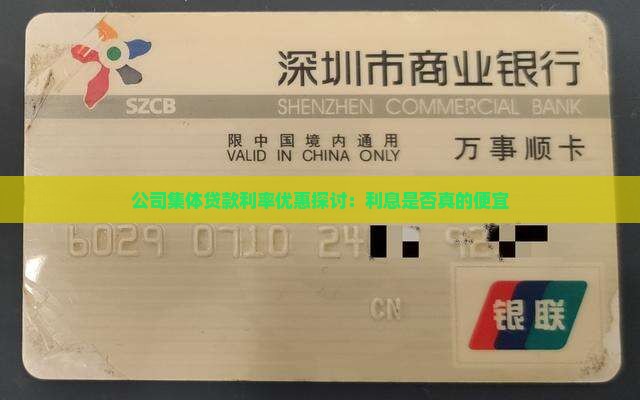 深圳市商业银行
SZCB
SHENZHEN COMMERCIAL BANK
限中国境内通用
VALID IN CHINA ONLY
万事顺卡
公司集体贷款利率优惠探讨：利息是否真的便宜
6029 0710 24 92
CN
银联